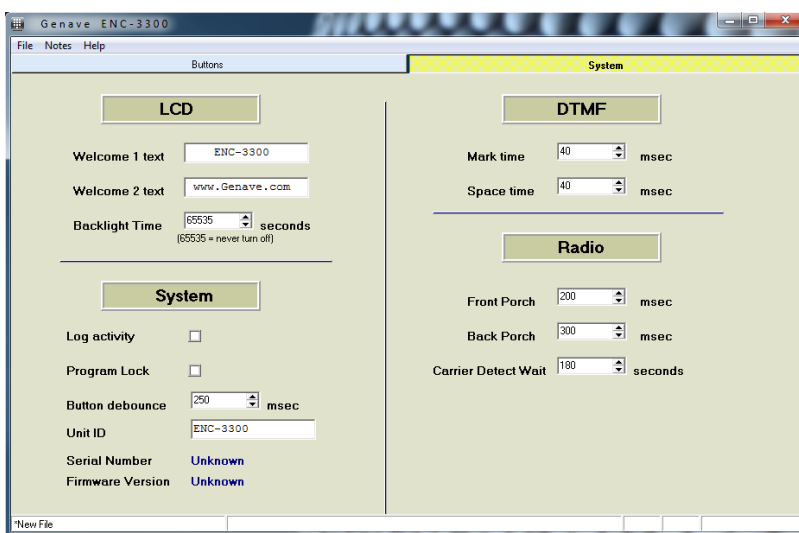 Genave ENC-3300
File Notes Help
Buttons
System
LCD
Welcome 1 text ENC-3300
Welcome 2 text www.Genave.com
Backlight Time 65535 seconds
(65535 = never turn off)
System
Log activity
Program Lock
Button debounce 250 msec
Unit ID ENC-3300
Serial Number Unknown
Firmware Version Unknown
DTMF
Mark time 40 msec
Space time 40 msec
Radio
Front Porch 200 msec
Back Porch 300 msec
Carrier Detect Wait 180 seconds
*New File